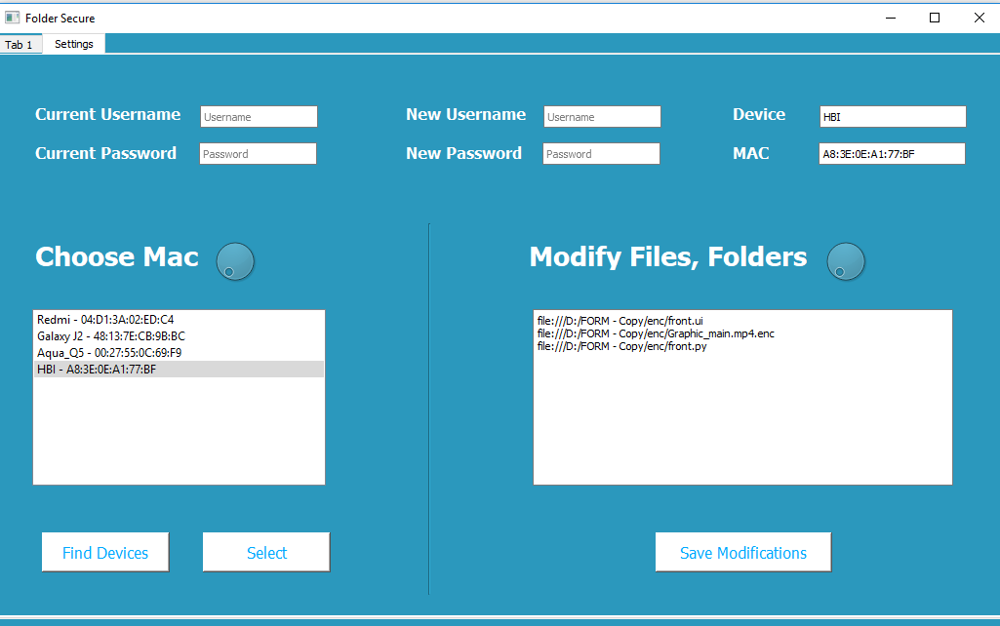 Folder Secure
Tab 1 Settings
Current Username Username New Username Username Device HBI
Current Password Password New Password Password MAC A8:3E:0E:A1:77:BF
Choose Mac Modify Files, Folders
Redmi - 04:D1:3A:02:ED:C4
Galaxy J2 - 48:13:7E:CB:9B:BC
Aqua_Q5 - 00:27:55:0C:69:F9
HBI - A8:3E:0E:A1:77:BF
file:///D:/FORM - Copy/enc/front.ui
file:///D:/FORM - Copy/enc/Graphic_main.mp4.enc
file:///D:/FORM - Copy/enc/front.py
Find Devices Select Save Modifications